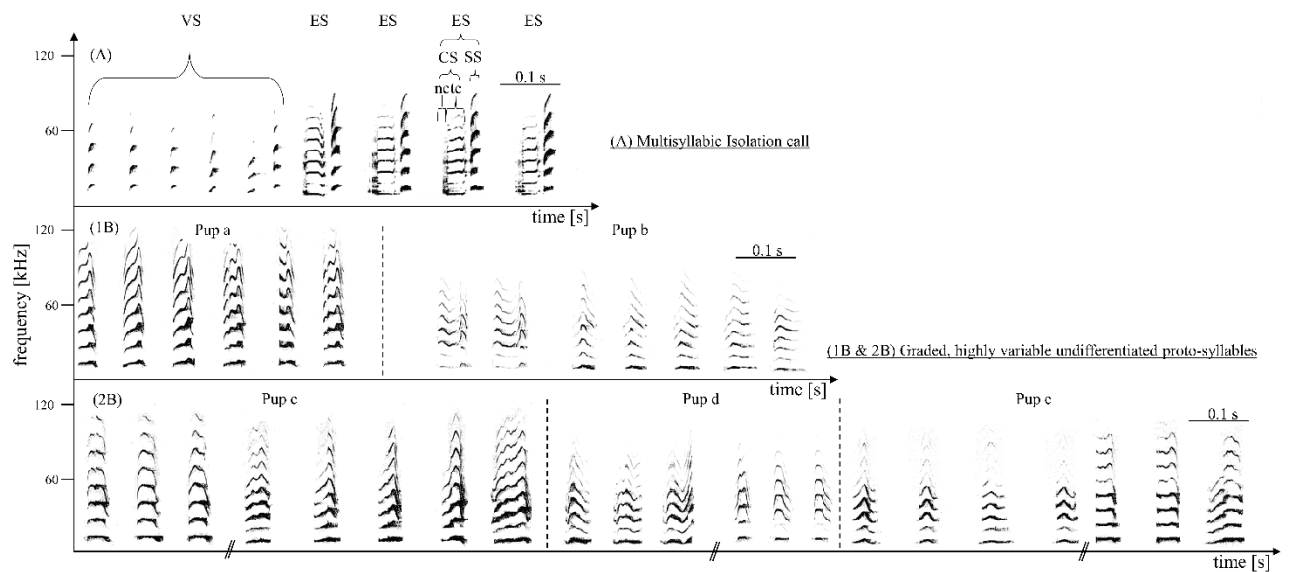 VS ES ES ES ES
120 (A) CS SS
0.1 s
nctc
60
(A) Multisyllabic Isolation call
time [s]
120 (1B) Pup a Pup b
0.1 s
60
frequency [kHz]
(1B & 2B) Graded, highly variable undifferentiated proto-syllables
time [s]
120 (2B) Pup c Pup d Pup e
0.1 s
60
time [s]